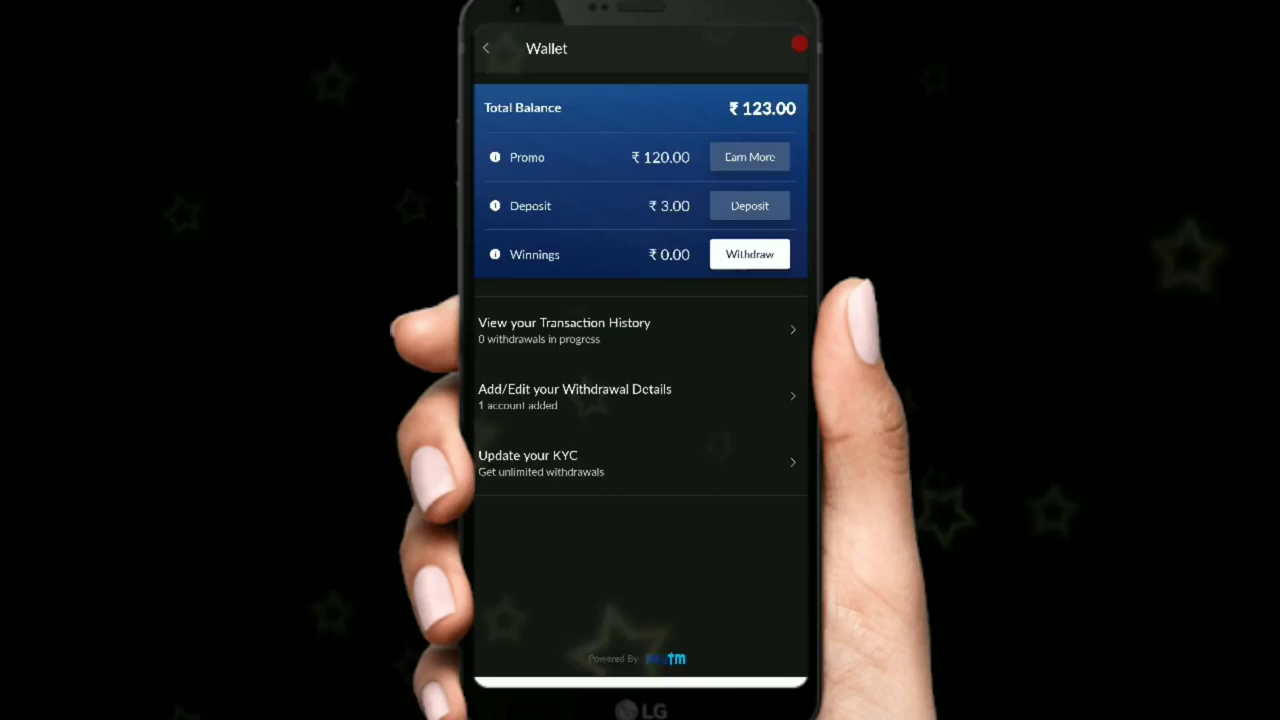 Wallet
Total Balance ₹ 123.00
Promo ₹ 120.00 Earn More
Deposit ₹ 3.00 Deposit
Winnings ₹ 0.00 Withdraw
View your Transaction History
0 withdrawals in progress
Add/Edit your Withdrawal Details
1 account added
Update your KYC
Get unlimited withdrawals
Powered By paytm
LG